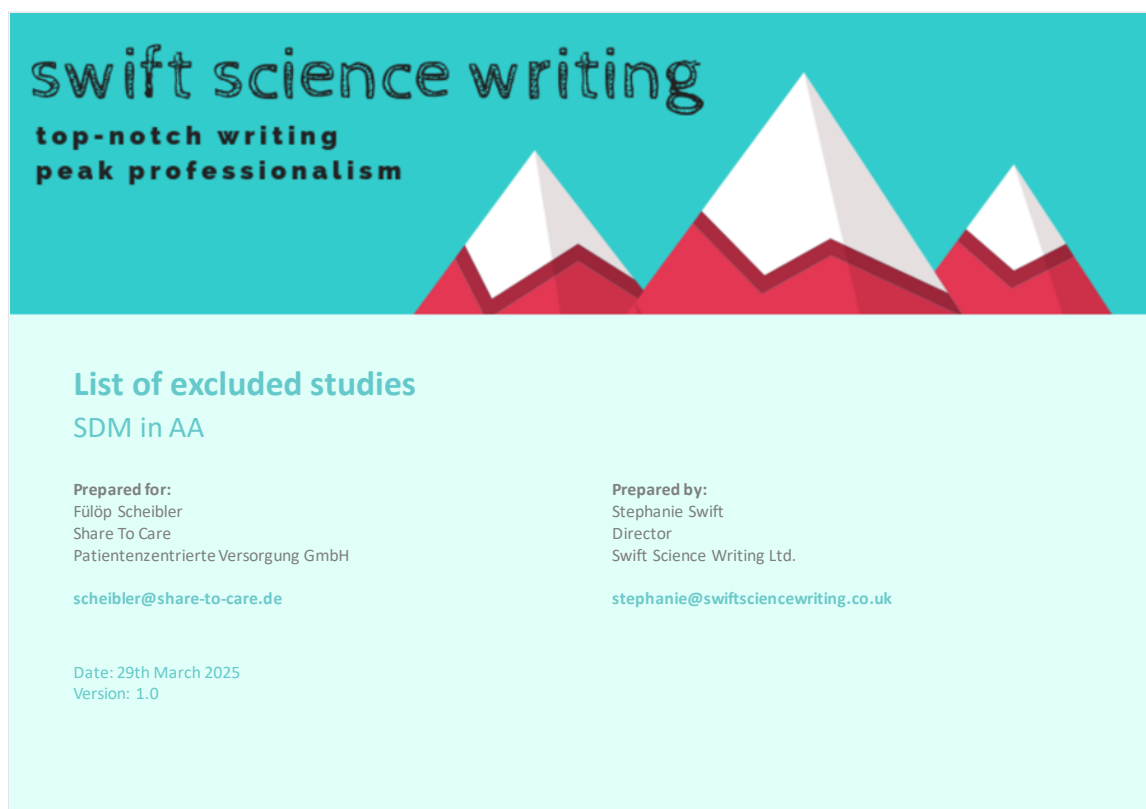 swift science writing
top-notch writing
peak professionalism
List of excluded studies
SDM in AA
Prepared for:
Fülöp Scheibler
Share To Care
Patientenzentrierte Versorgung GmbH
scheibler@share-to-care.de
Prepared by:
Stephanie Swift
Director
Swift Science Writing Ltd.
stephanie@swiftsciencewriting.co.uk
Date: 29th March 2025
Version: 1.0